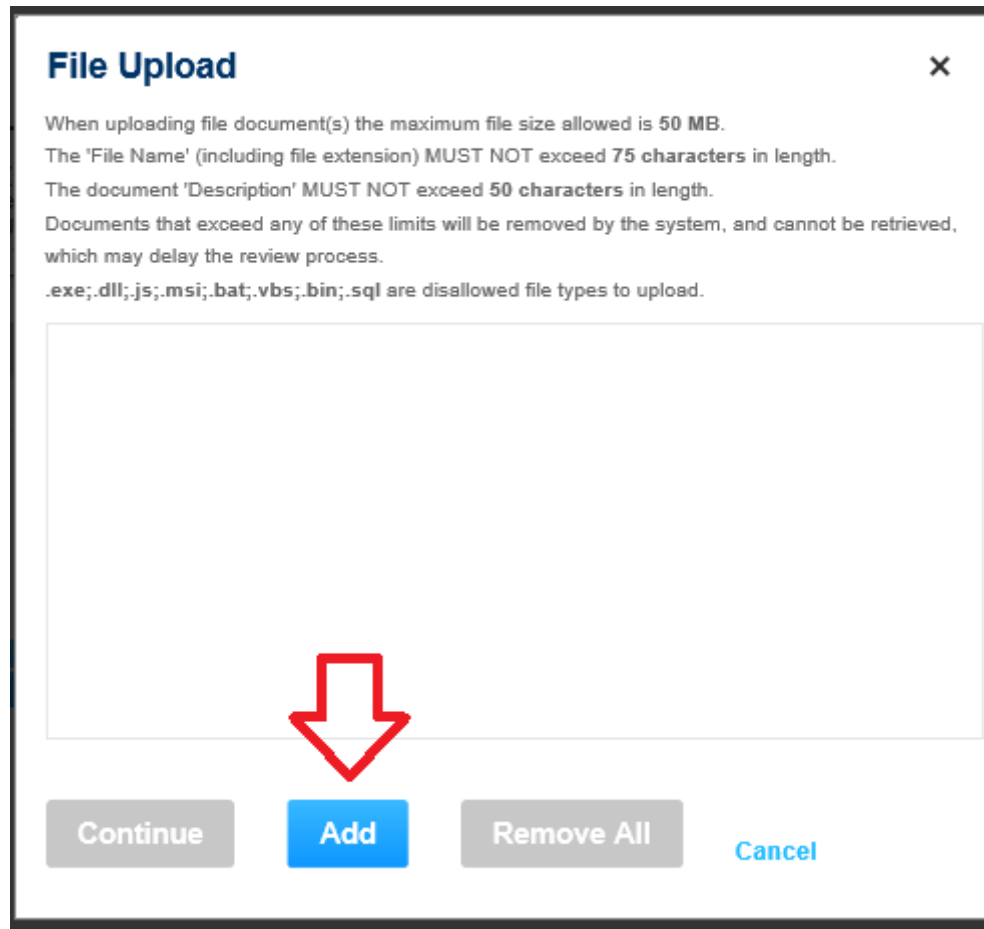 File Upload
When uploading file document(s) the maximum file size allowed is 50 MB.
The 'File Name' (including file extension) MUST NOT exceed 75 characters in length.
The document 'Description' MUST NOT exceed 50 characters in length.
Documents that exceed any of these limits will be removed by the system, and cannot be retrieved,
which may delay the review process.
.exe;.dll;.js;.msi;.bat;.vbs;.bin;.sql are disallowed file types to upload.
Continue Add Remove All Cancel